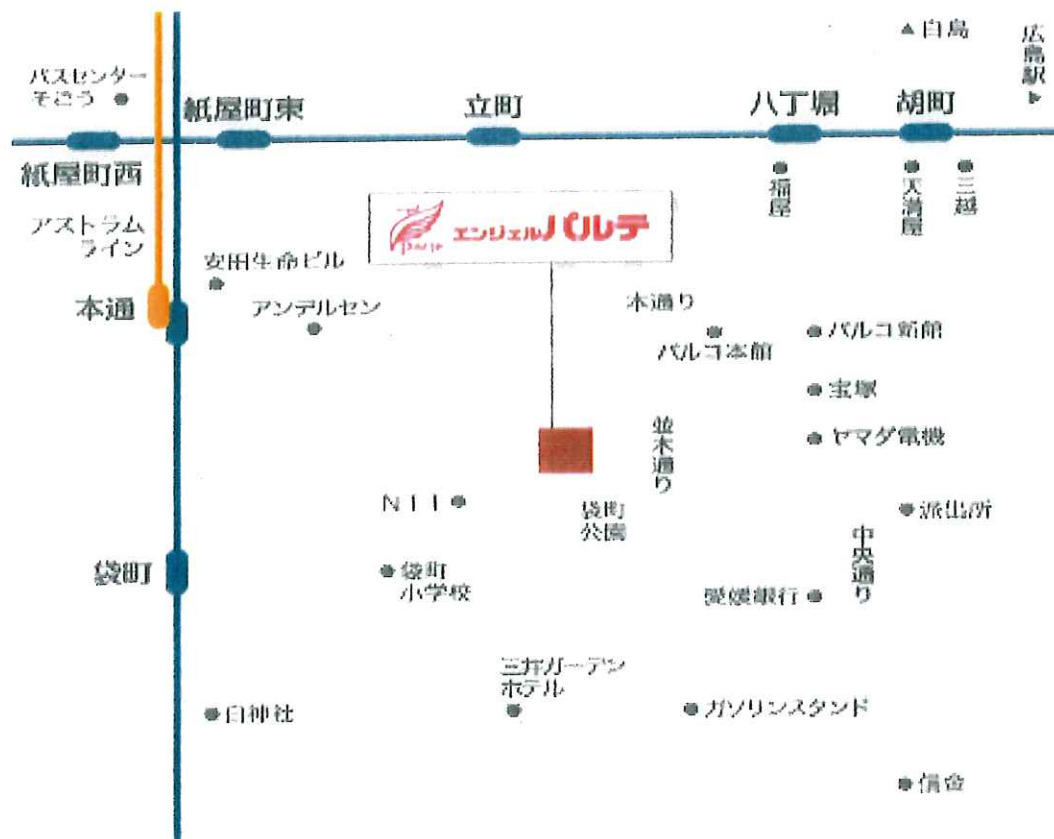 ▲白島
広島駅
バスセンター
そごう
紙屋町東
立町
八丁堀
胡町
紙屋町西
福屋
天満屋
三越
アストラム
ライン
エンジェルパルテ
安田生命ビル
本通
アンデルセン
本通り
パルコ本館
パルコ新館
宝塚
並木通り
ヤマダ電機
NTT
袋町
公園
派出所
中央通り
袋町
袋町
小学校
愛媛銀行
三井ガーデン
ホテル
白神社
ガソリンスタンド
信金